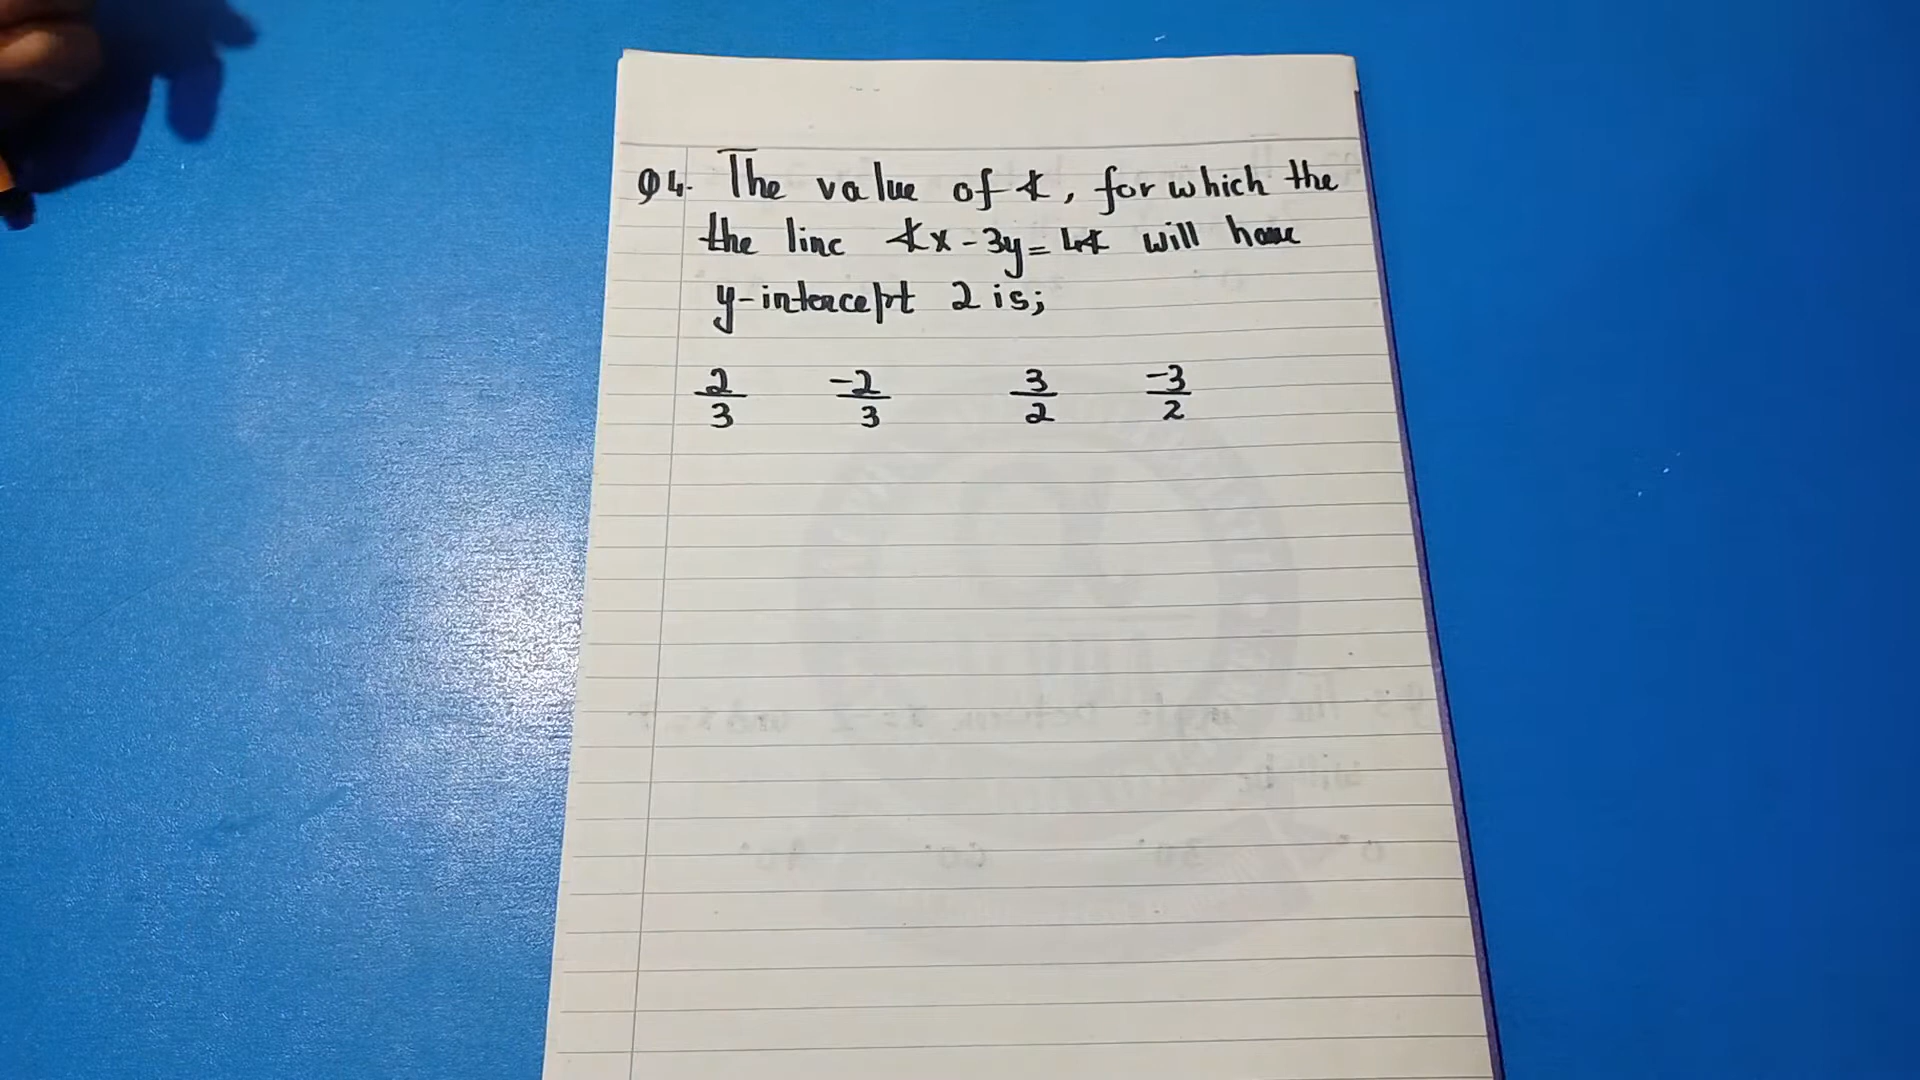 Q4. The value of k, for which the
the line kx - 3y = 4k will have
y-intercept 2 is;
2/3 -2/3 3/2 -3/2